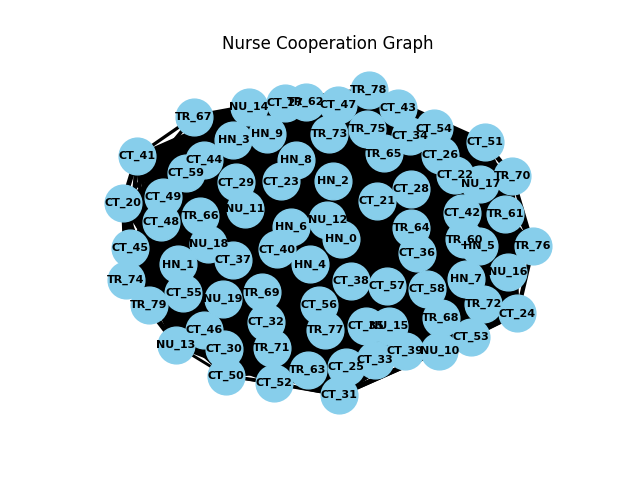 Nurse Cooperation Graph
TR_78
NU_14
TR_62
CT_47
CT_43
TR_67
HN_9
TR_73
TR_75
CT_34
CT_54
HN_3
CT_51
CT_41
CT_44
HN_8
TR_65
CT_26
CT_59
CT_29
CT_23
HN_2
CT_28
CT_22
NU_17
TR_70
CT_20
CT_49
CT_48
TR_66
NU_11
CT_21
CT_42
TR_61
HN_6
NU_12
TR_64
CT_45
NU_18
CT_40
HN_0
CT_36
TR_60
HN_5
TR_76
HN_1
CT_37
HN_4
TR_74
CT_38
CT_57
CT_58
HN_7
NU_16
CT_55
NU_19
TR_69
TR_79
CT_56
TR_68
TR_72
CT_24
CT_46
CT_32
TR_77
NU_15
NU_13
CT_30
TR_71
CT_33
CT_39
NU_10
CT_53
CT_50
CT_52
TR_63
CT_25
CT_31